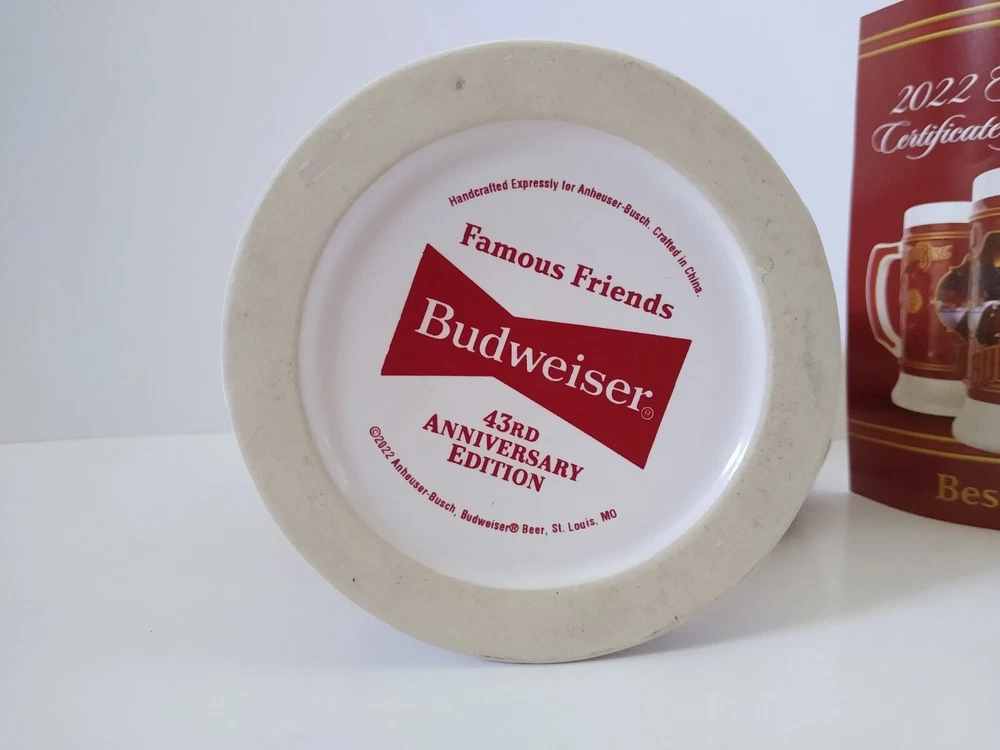 Handcrafted Expressly for Anheuser-Busch. Crafted in China.
Famous Friends
Budweiser®
43RD
ANNIVERSARY
EDITION
©2022 Anheuser-Busch, Budweiser® Beer, St. Louis, MO
2022
Certificate
Bes